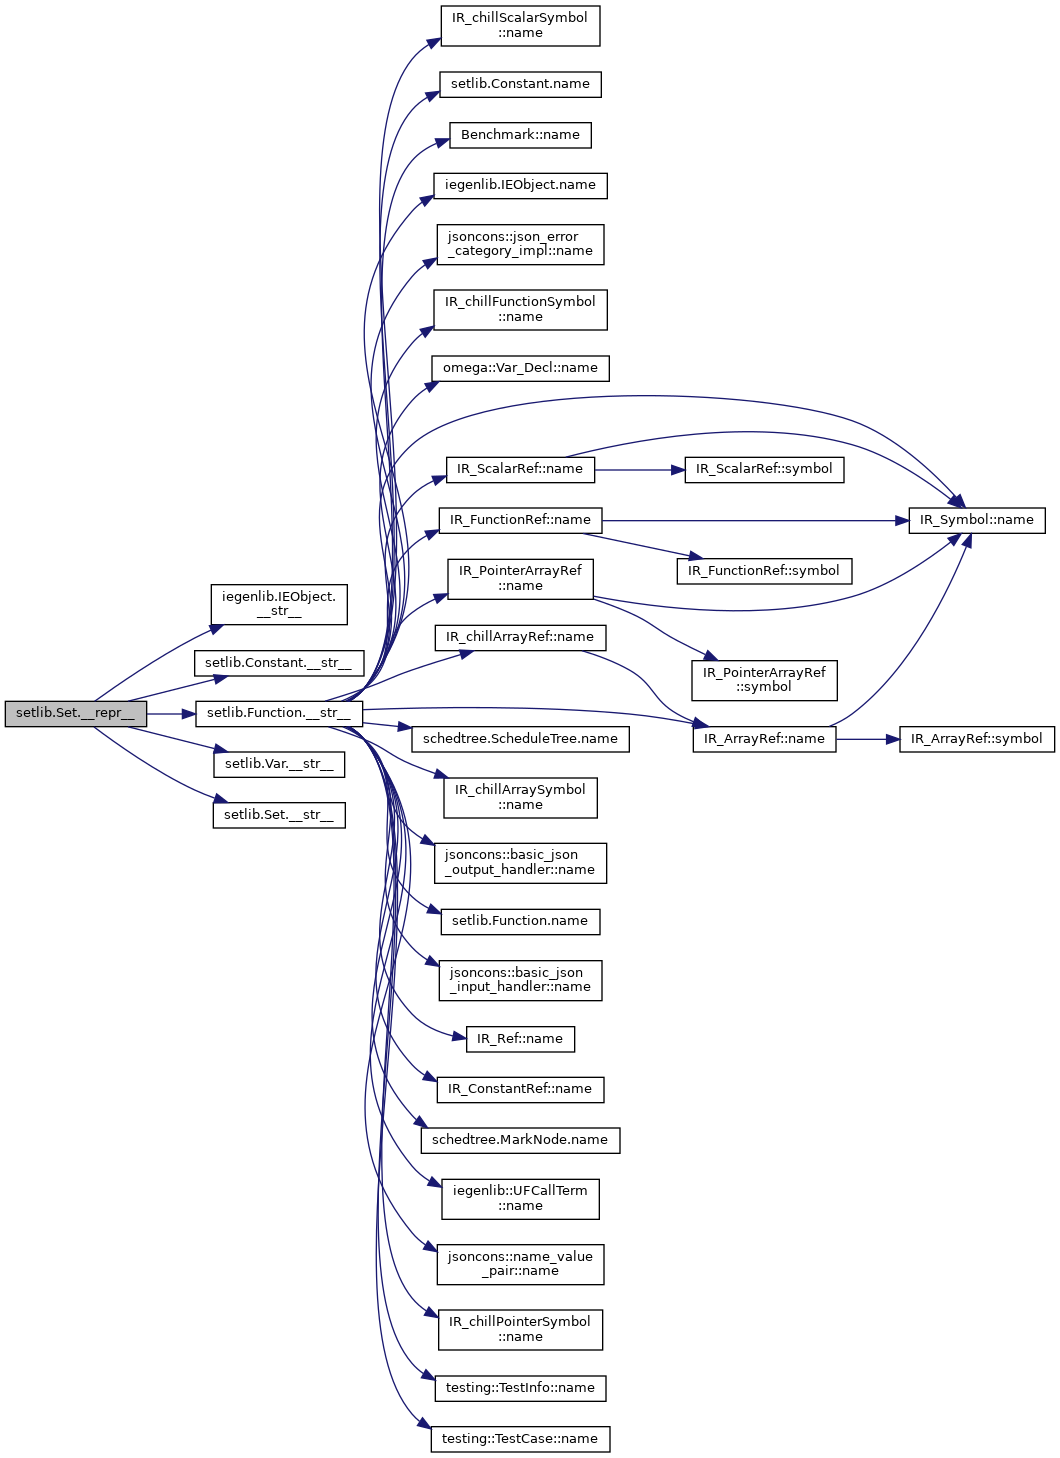 IR_chillScalarSymbol
::name
setlib.Constant.name
Benchmark::name
iegenlib.IEObject.name
jsoncons::json_error
_category_impl::name
IR_chillFunctionSymbol
::name
omega::Var_Decl::name
IR_ScalarRef::name
IR_ScalarRef::symbol
IR_FunctionRef::name
IR_Symbol::name
IR_PointerArrayRef
::name
IR_FunctionRef::symbol
iegenlib.IEObject.
__str__
IR_chillArrayRef::name
setlib.Constant.__str__
IR_PointerArrayRef
::symbol
setlib.Set.__repr__
setlib.Function.__str__
schedtree.ScheduleTree.name
IR_ArrayRef::name
IR_ArrayRef::symbol
setlib.Var.__str__
IR_chillArraySymbol
::name
setlib.Set.__str__
jsoncons::basic_json
_output_handler::name
setlib.Function.name
jsoncons::basic_json
_input_handler::name
IR_Ref::name
IR_ConstantRef::name
schedtree.MarkNode.name
iegenlib::UFCallTerm
::name
jsoncons::name_value
_pair::name
IR_chillPointerSymbol
::name
testing::TestInfo::name
testing::TestCase::name